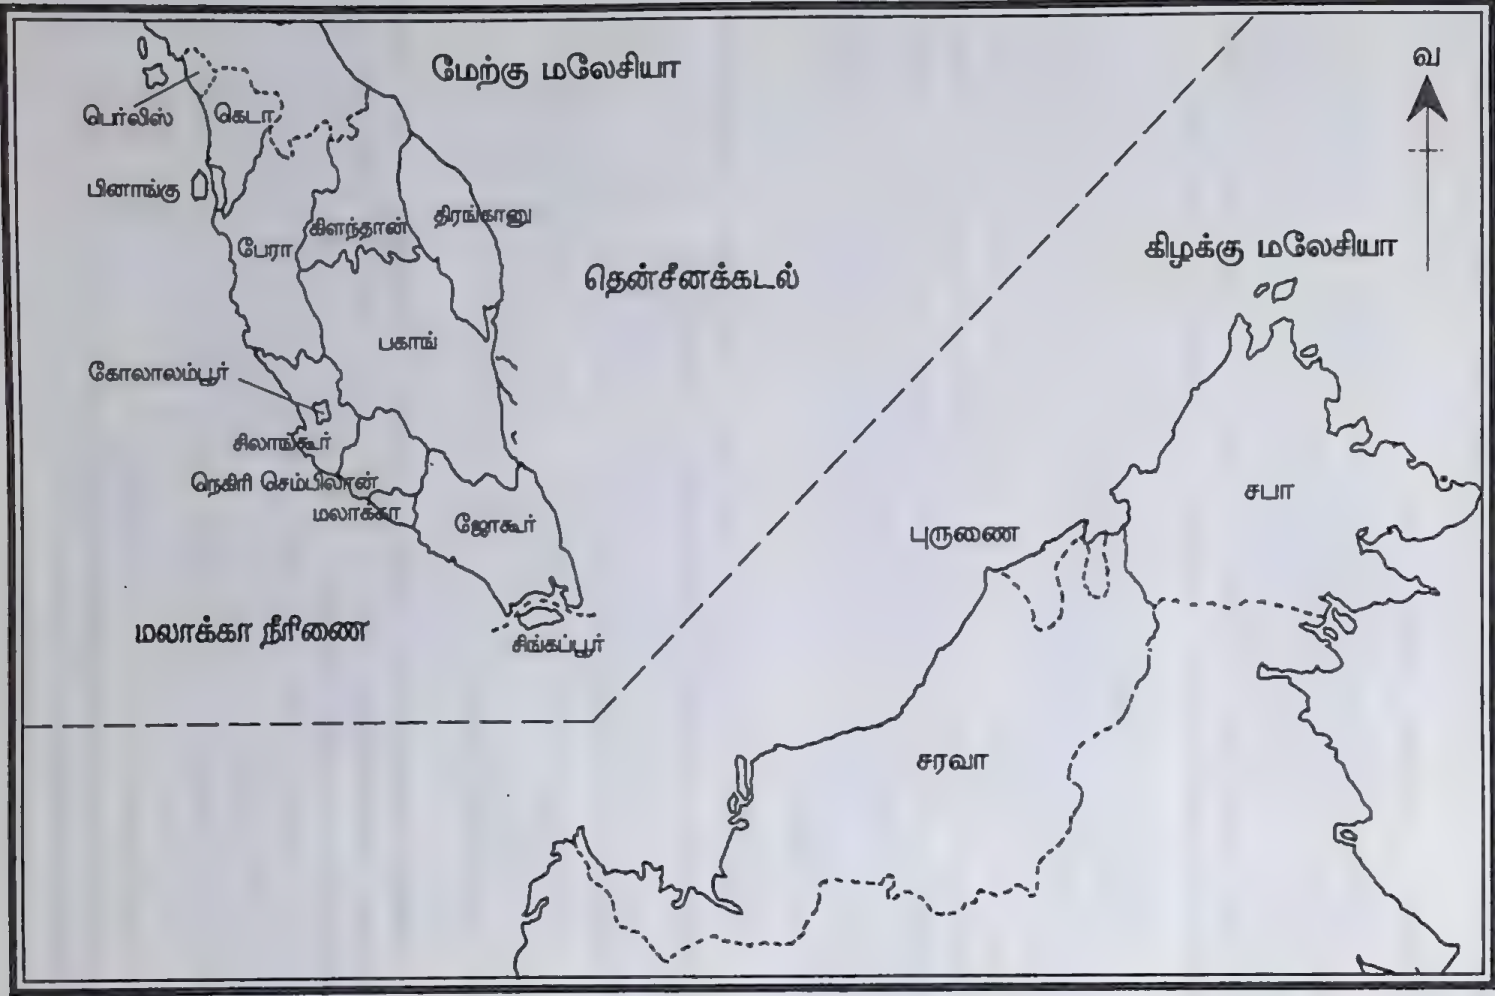 மேற்கு மலேசியா
வ
பெர்லிஸ்
கெடா
பினாங்கு
திரங்கானு
கிளந்தான்
பேரா
கிழக்கு மலேசியா
தென்சீனக்கடல்
பகாங்
கோலாலம்பூர்
சிலாங்கூர்
நெகிரி செம்பிலான்
மலாக்கா
ஜோகூர்
சபா
புருணை
மலாக்கா நீரிணை
சிங்கப்பூர்
சரவா